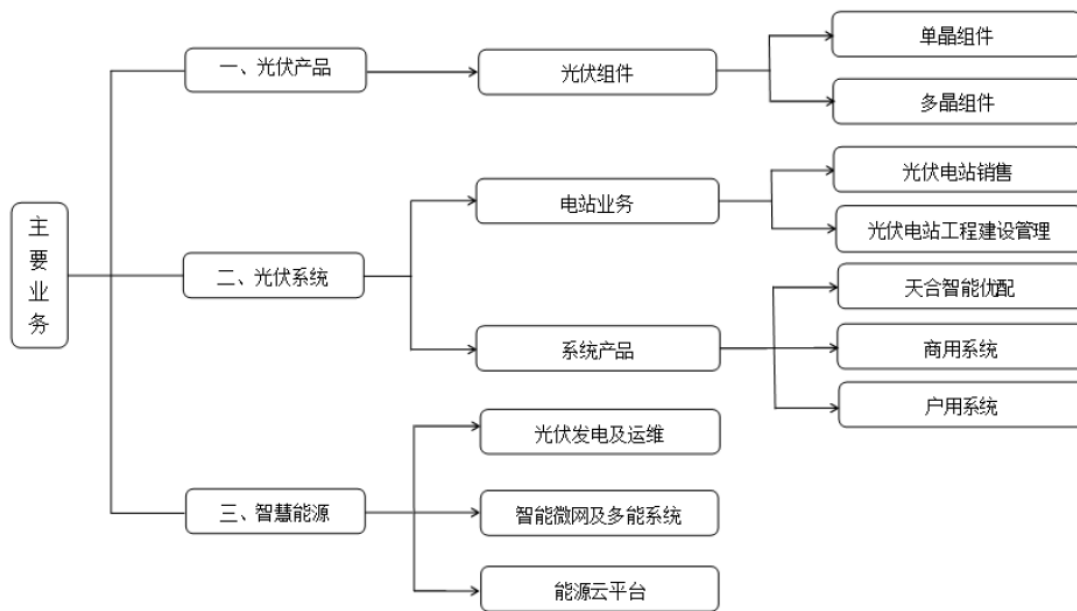 主要业务
一、光伏产品
光伏组件
单晶组件
多晶组件
二、光伏系统
电站业务
光伏电站销售
光伏电站工程建设管理
系统产品
天合智能优配
商用系统
户用系统
三、智慧能源
光伏发电及运维
智能微网及多能系统
能源云平台